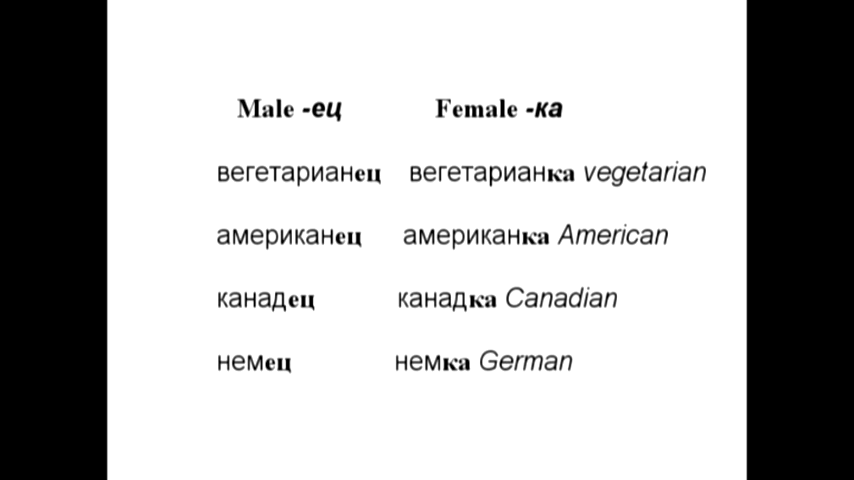 Male -ец Female -ка
вегетарианец вегетарианка vegetarian
американец американка American
канадец канадка Canadian
немец немка German